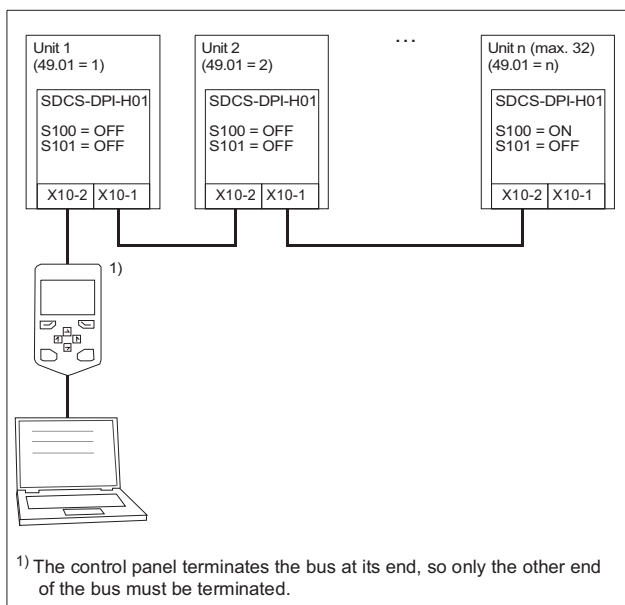 Unit 1
(49.01 = 1)
SDCS-DPI-H01
S100 = OFF
S101 = OFF
X10-2 X10-1
Unit 2
(49.01 = 2)
SDCS-DPI-H01
S100 = OFF
S101 = OFF
X10-2 X10-1
...
Unit n (max. 32)
(49.01 = n)
SDCS-DPI-H01
S100 = ON
S101 = OFF
X10-2 X10-1
1)
1) The control panel terminates the bus at its end, so only the other end
of the bus must be terminated.